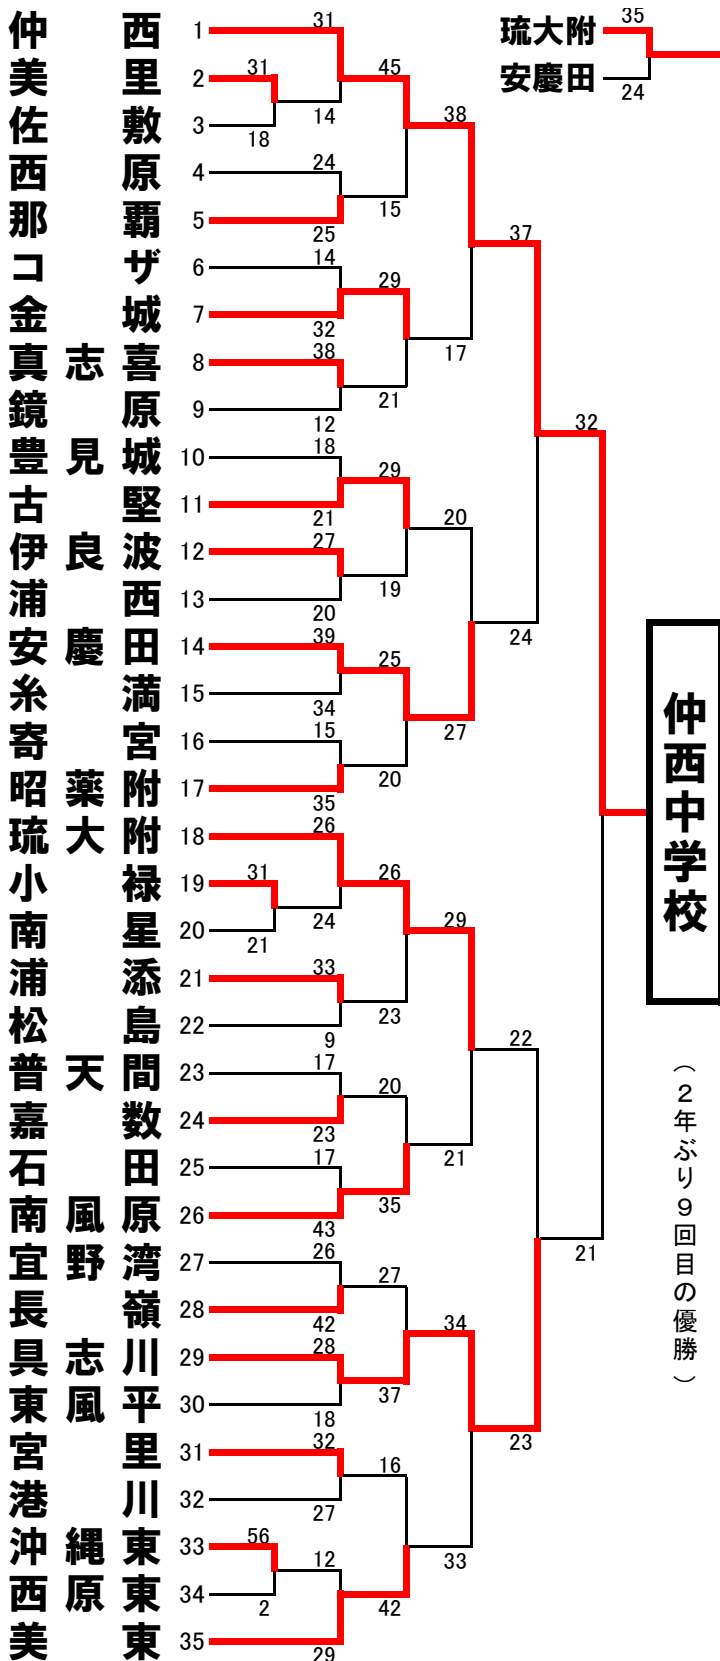 仲西 1
美里 2
佐敷 3
西原 4
那覇 5
コザ 6
金城 7
真志喜 8
鏡原 9
豊見城 10
古堅 11
伊良波 12
浦西 13
安慶田 14
糸満 15
寄宮 16
昭薬附 17
琉大附 18
小禄 19
南星 20
浦添 21
松島 22
普天間 23
嘉数 24
石田 25
南風原 26
宜野湾 27
長嶺 28
具志川 29
東風平 30
宮里 31
港川 32
沖縄東 33
西原東 34
美東 35
31
18
31
21
56
2
31
14
24
25
14
32
38
12
18
21
27
20
39
34
15
35
26
24
33
9
17
23
17
43
26
42
28
18
32
27
12
29
45
15
29
21
29
19
25
20
26
23
20
35
27
37
16
42
38
17
20
27
29
21
34
33
37
24
22
23
32
21
琉大附 35
安慶田 24
仲西中学校
（２年ぶり９回目の優勝）